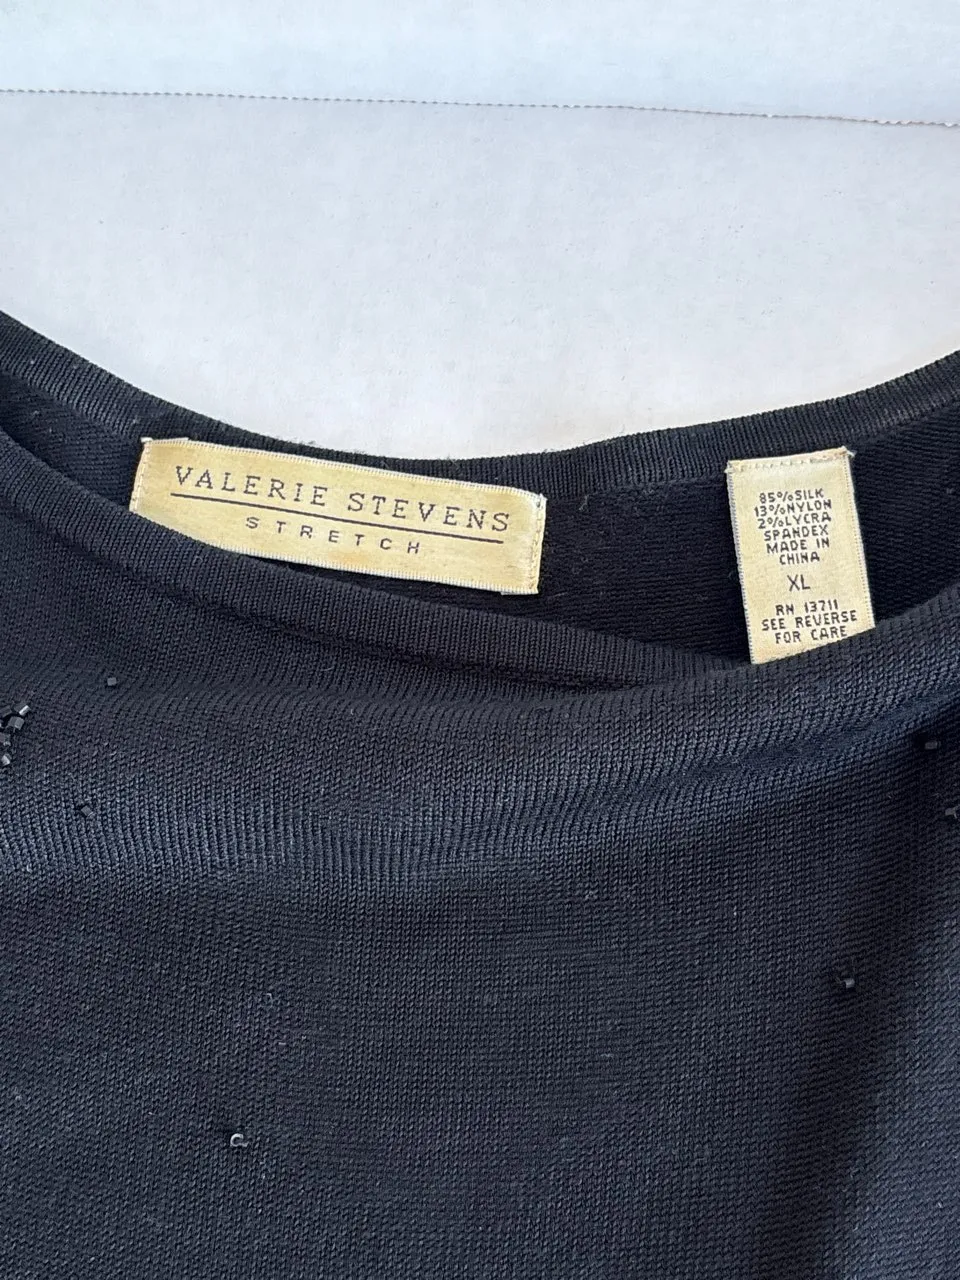 VALERIE STEVENS
STRETCH
85%SILK
13%NYLON
2%LYCRA
SPANDEX
MADE IN
CHINA
XL
RN 13711
SEE REVERSE
FOR CARE